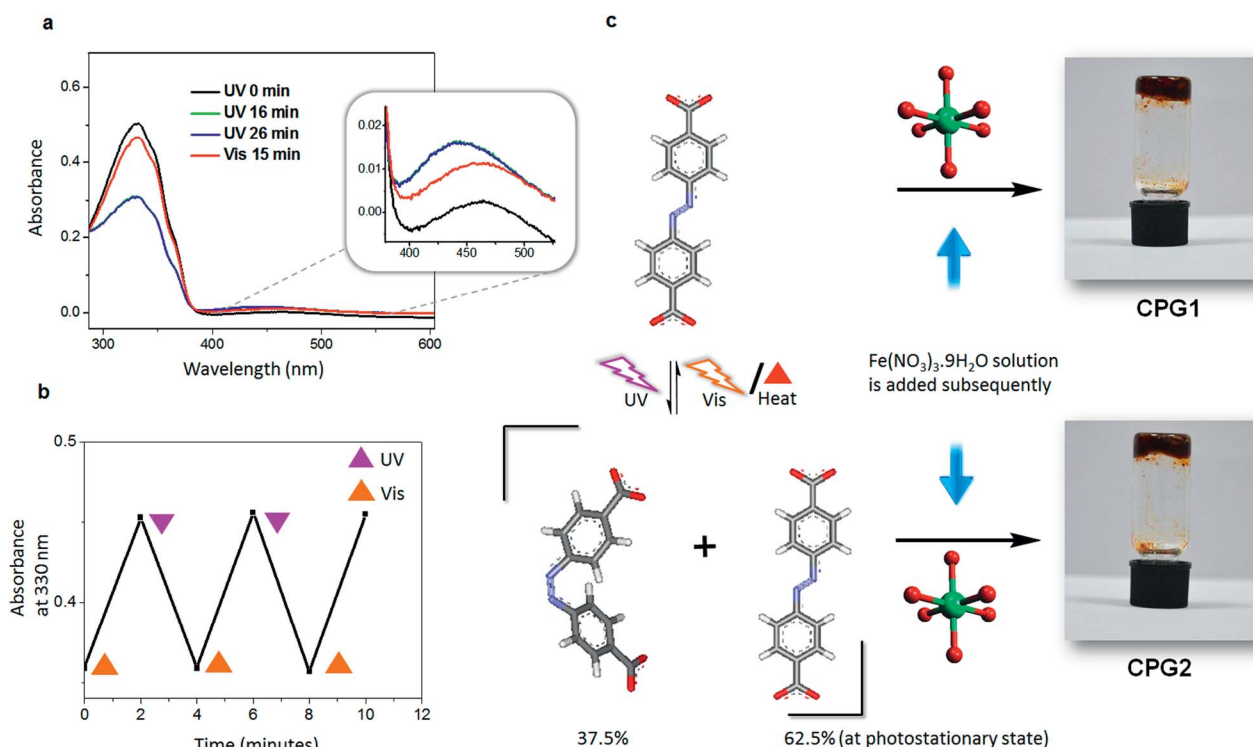 a
Absorbance
0.6
0.4
0.2
0.0
300
400
500
600
Wavelength (nm)
UV 0 min
UV 16 min
UV 26 min
Vis 15 min
0.02
0.01
0.00
400
450
500
b
Absorbance
at 330 nm
0.5
0.4
0
2
4
6
8
10
12
Time (minutes)
UV
Vis
c
UV
Vis
/
Heat
Fe(NO₃)₃.9H₂O solution
is added subsequently
CPG1
+
CPG2
37.5%
62.5% (at photostationary state)